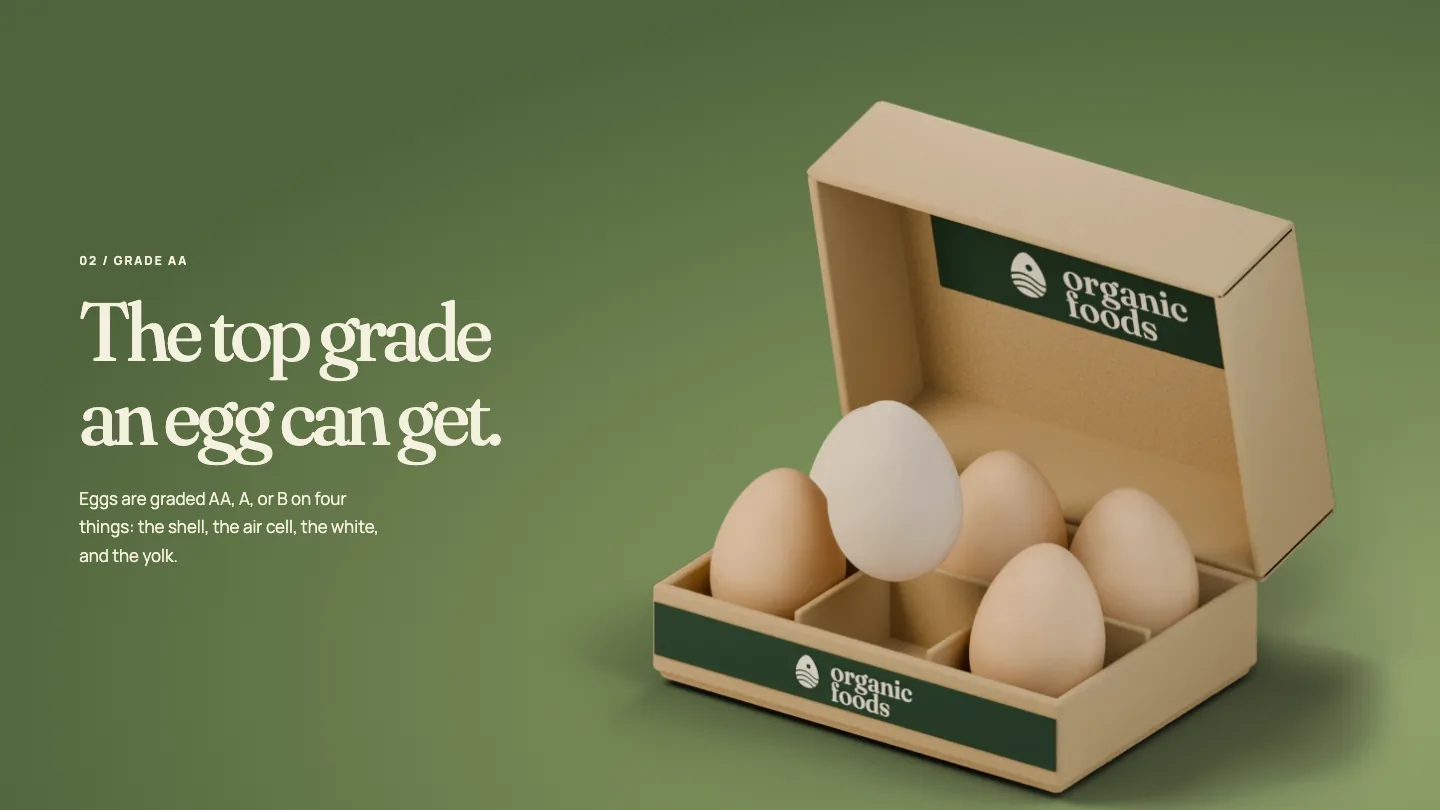 02 / GRADE AA
The top grade
an egg can get.
Eggs are graded AA, A, or B on four
things: the shell, the air cell, the white,
and the yolk.
organic
foods
organic
foods